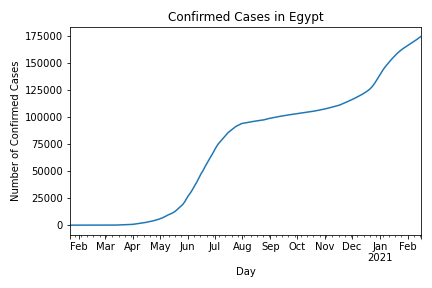 Confirmed Cases in Egypt
175000
150000
125000
100000
75000
50000
25000
0
Number of Confirmed Cases
Feb Mar Apr May Jun Jul Aug Sep Oct Nov Dec Jan Feb
2021
Day